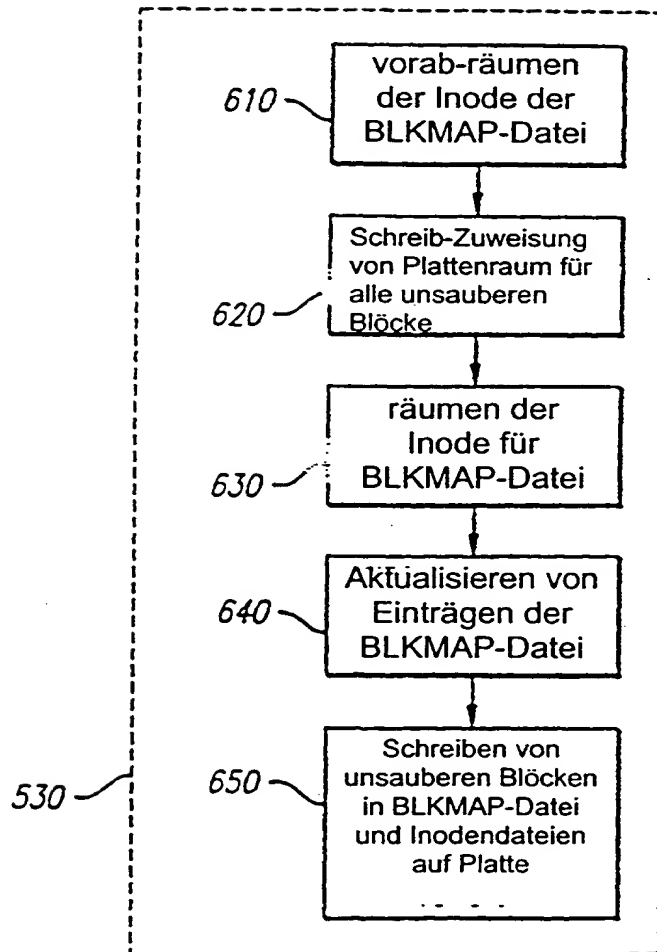 610
vorab-räumen
der Inode der
BLKMAP-Datei
620
Schreib-Zuweisung
von Plattenraum für
alle unsauberen
Blöcke
630
räumen der
Inode für
BLKMAP-Datei
640
Aktualisieren von
Einträgen der
BLKMAP-Datei
530
650
Schreiben von
unsauberen Blöcken
in BLKMAP-Datei
und Inodendateien
auf Platte